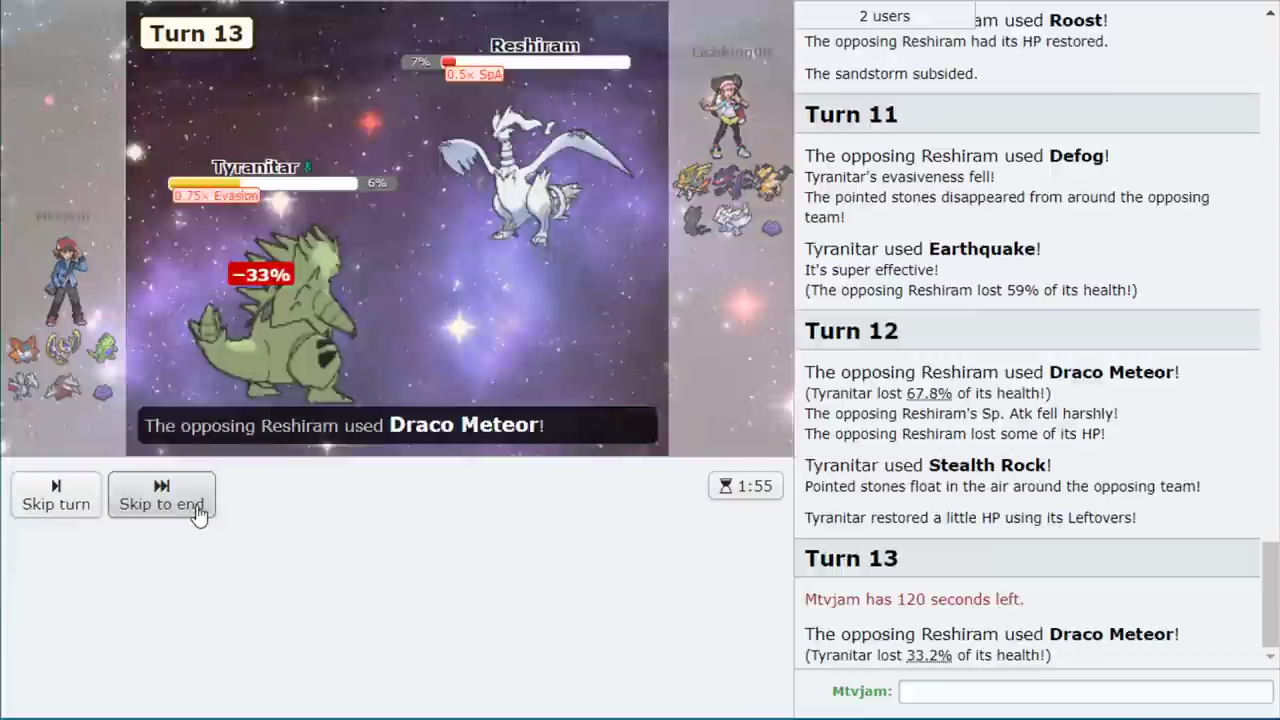 Turn 13
Reshiram
7%
0.5× SpA
Tyranitar
6%
0.75× Evasion
−33%
The opposing Reshiram used Draco Meteor!
Skip turn
Skip to end
1:55
2 users
am used Roost!
The opposing Reshiram had its HP restored.
The sandstorm subsided.
Turn 11
The opposing Reshiram used Defog!
Tyranitar's evasiveness fell!
The pointed stones disappeared from around the opposing
team!
Tyranitar used Earthquake!
It's super effective!
(The opposing Reshiram lost 59% of its health!)
Turn 12
The opposing Reshiram used Draco Meteor!
(Tyranitar lost 67.8% of its health!)
The opposing Reshiram's Sp. Atk fell harshly!
The opposing Reshiram lost some of its HP!
Tyranitar used Stealth Rock!
Pointed stones float in the air around the opposing team!
Tyranitar restored a little HP using its Leftovers!
Turn 13
Mtvjam has 120 seconds left.
The opposing Reshiram used Draco Meteor!
(Tyranitar lost 33.2% of its health!)
Mtvjam: